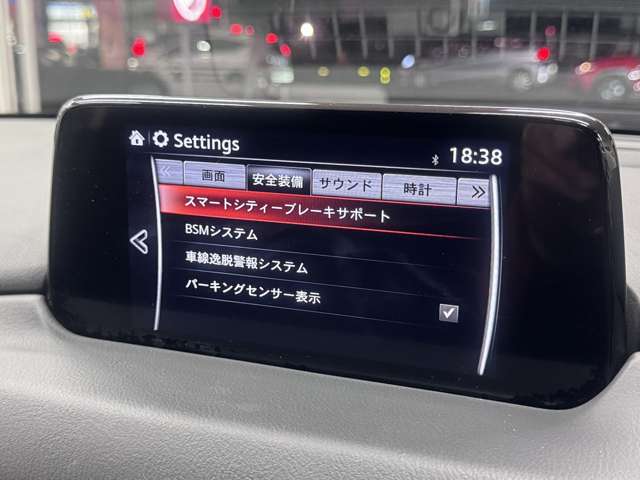 Settings
18:38
画面 安全装備 サウンド 時計
スマートシティーブレーキサポート
BSMシステム
車線逸脱警報システム
パーキングセンサー表示